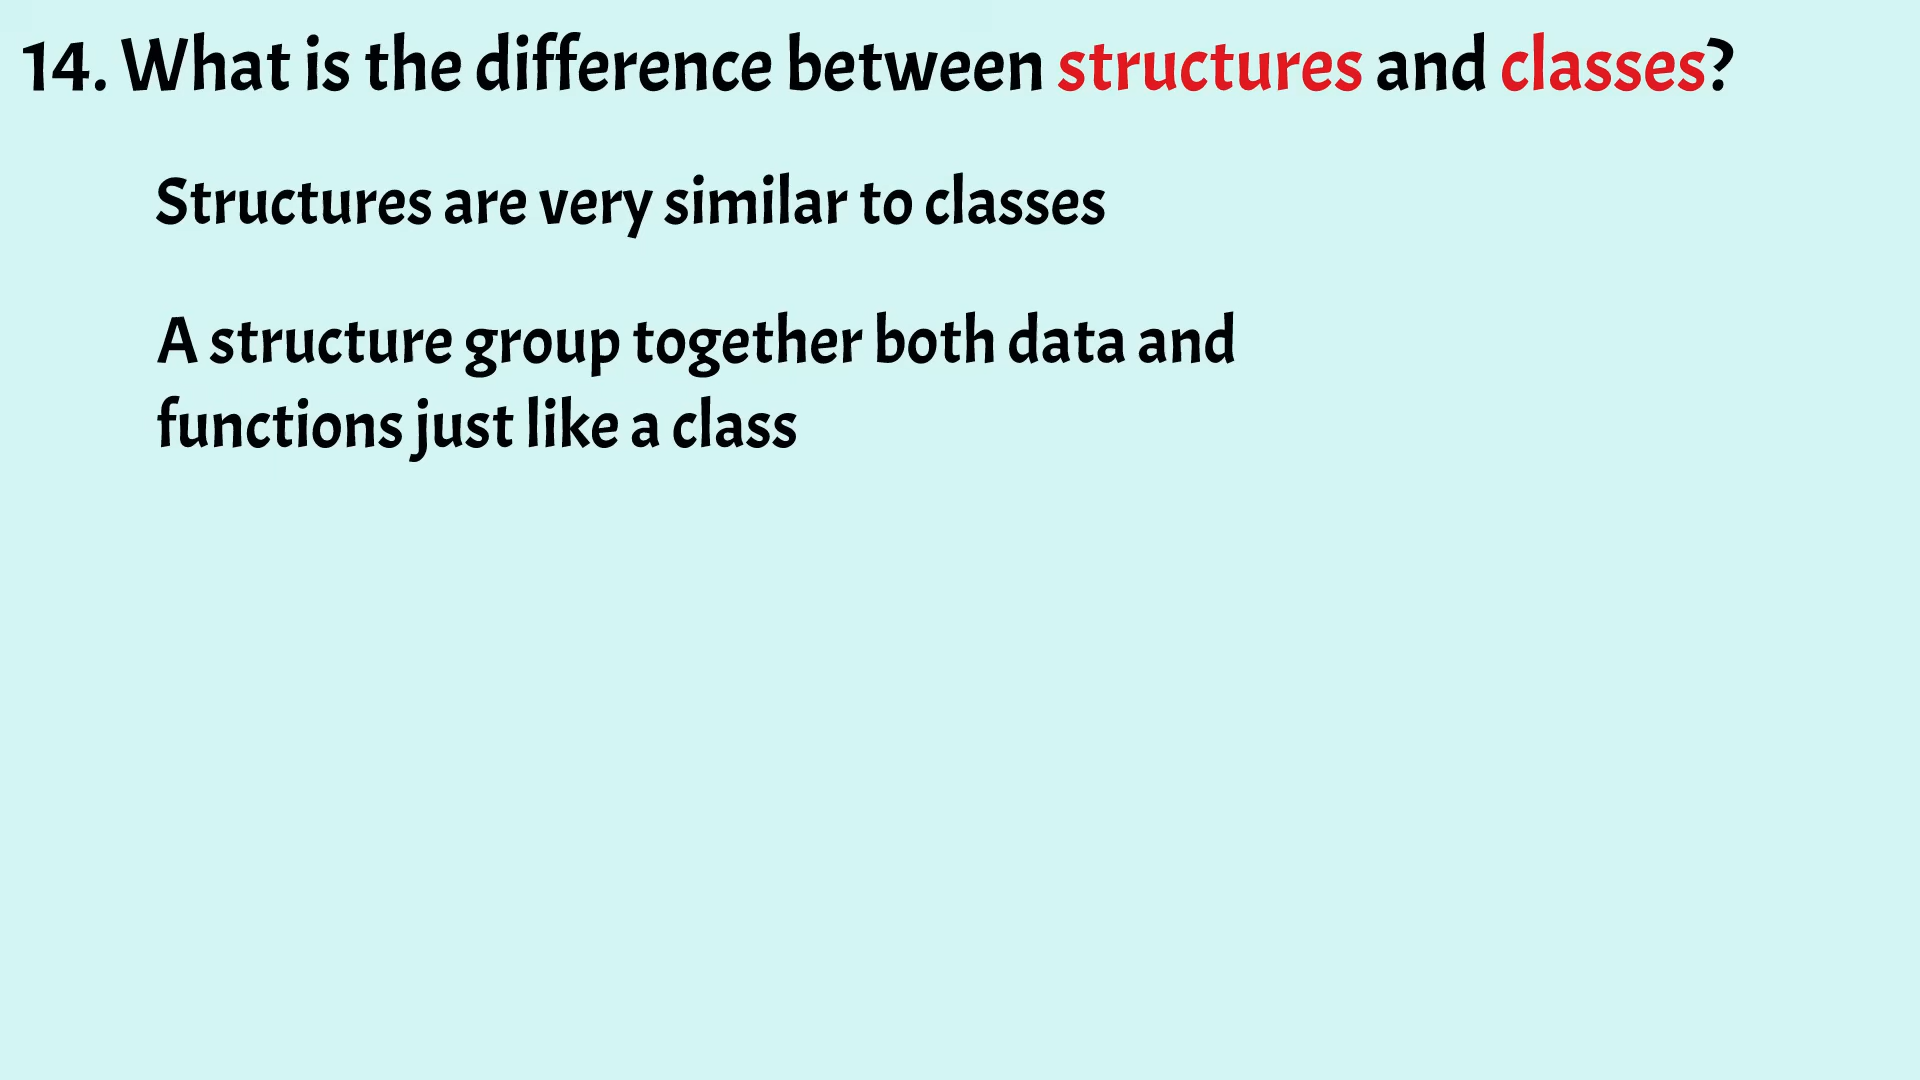 14. What is the difference between structures and classes?
Structures are very similar to classes
A structure group together both data and
functions just like a class